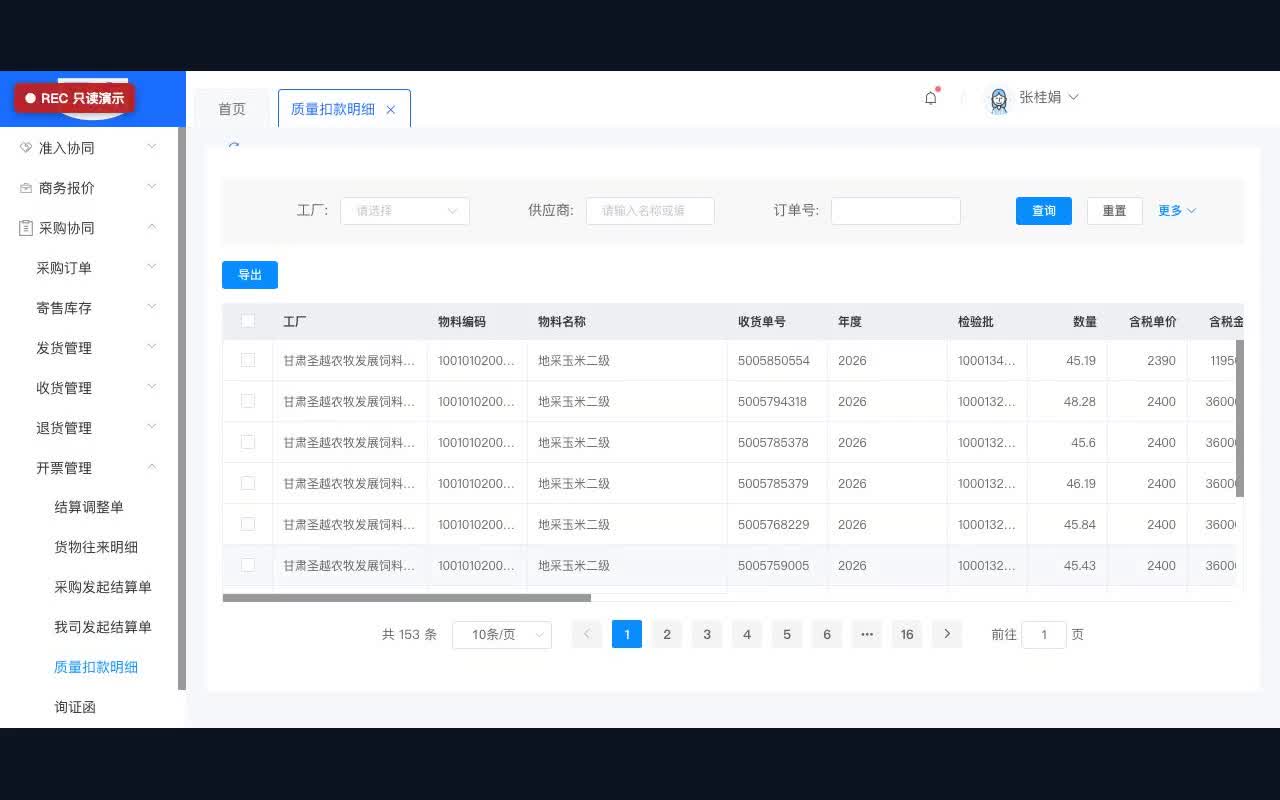 REC 只读演示
首页
质量扣款明细
张桂娟
准入协同
商务报价
采购协同
采购订单
寄售库存
发货管理
收货管理
退货管理
开票管理
结算调整单
货物往来明细
采购发起结算单
我司发起结算单
质量扣款明细
询证函
工厂: 请选择 供应商: 请输入名称或编 订单号: 查询 重置 更多
导出
工厂 物料编码 物料名称 收货单号 年度 检验批 数量 含税单价 含税金
甘肃圣越农牧发展饲料... 1001010200... 地采玉米二级 5005850554 2026 1000134... 45.19 2390 1195
甘肃圣越农牧发展饲料... 1001010200... 地采玉米二级 5005794318 2026 1000132... 48.28 2400 3600
甘肃圣越农牧发展饲料... 1001010200... 地采玉米二级 5005785378 2026 1000132... 45.6 2400 3600
甘肃圣越农牧发展饲料... 1001010200... 地采玉米二级 5005785379 2026 1000132... 46.19 2400 3600
甘肃圣越农牧发展饲料... 1001010200... 地采玉米二级 5005768229 2026 1000132... 45.84 2400 3600
甘肃圣越农牧发展饲料... 1001010200... 地采玉米二级 5005759005 2026 1000132... 45.43 2400 3600
共 153 条 10条/页 1 2 3 4 5 6 ... 16 前往 1 页